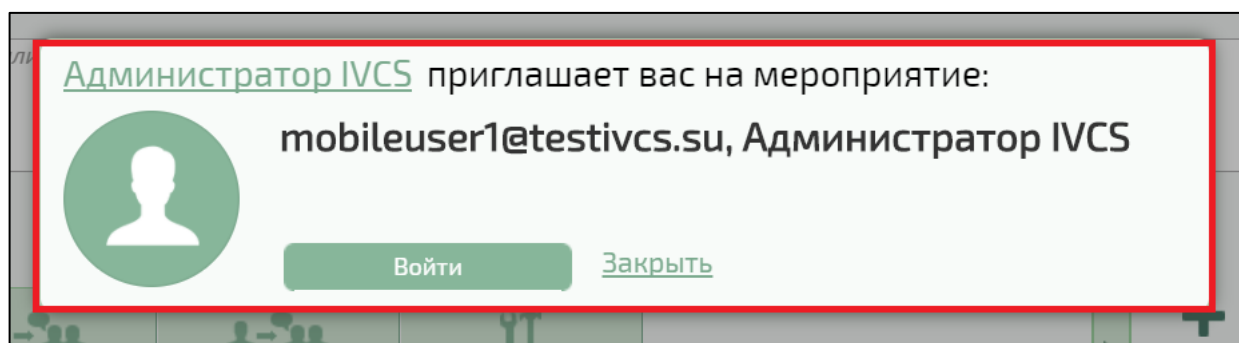 Администратор IVCS приглашает вас на мероприятие:
mobileuser1@testivcs.su, Администратор IVCS
Войти Закрыть